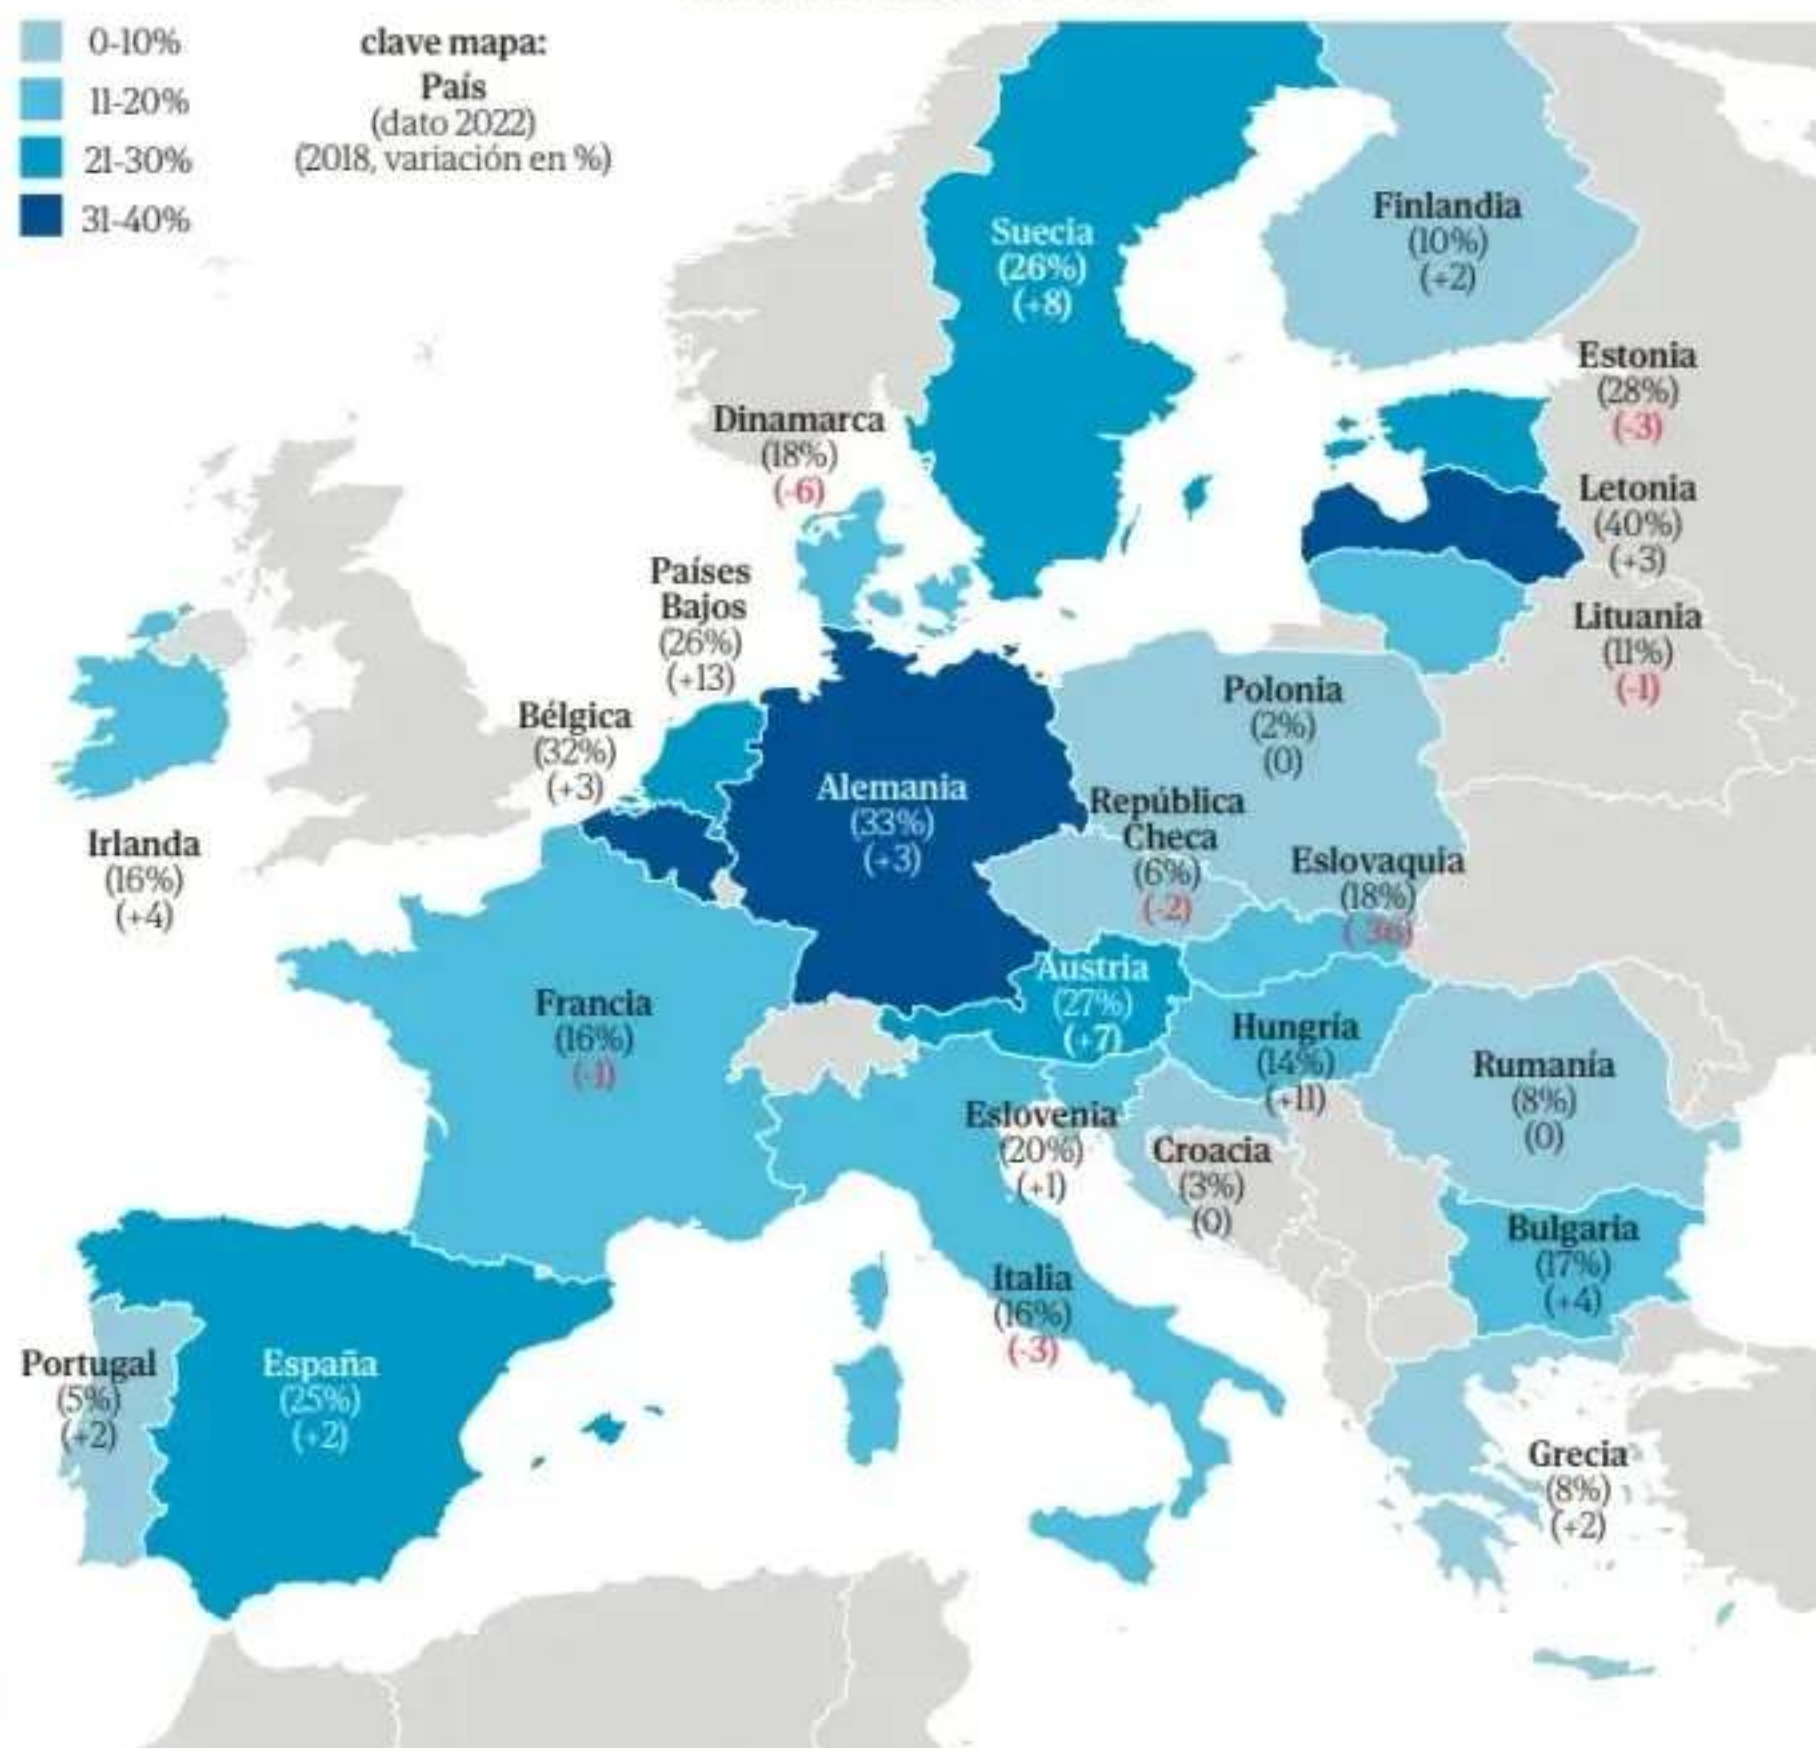 0-10%
11-20%
21-30%
31-40%
clave mapa:
País
(dato 2022)
(2018, variación en %)
Suecia
(26%)
(+8)
Finlandia
(10%)
(+2)
Estonia
(28%)
(-3)
Dinamarca
(18%)
(-6)
Letonia
(40%)
(+3)
Países
Bajos
(26%)
(+13)
Lituania
(11%)
(-1)
Polonia
(2%)
(0)
Bélgica
(32%)
(+3)
Alemania
(33%)
(+3)
República
Checa
(6%)
(-2)
Irlanda
(16%)
(+4)
Eslovaquia
(18%)
(-36)
Austria
(27%)
(+7)
Francia
(16%)
(-1)
Hungría
(14%)
(+11)
Rumanía
(8%)
(0)
Eslovenia
(20%)
(+1)
Croacia
(3%)
(0)
Bulgaria
(17%)
(+4)
Italia
(16%)
(-3)
Portugal
(5%)
(+2)
España
(25%)
(+2)
Grecia
(8%)
(+2)